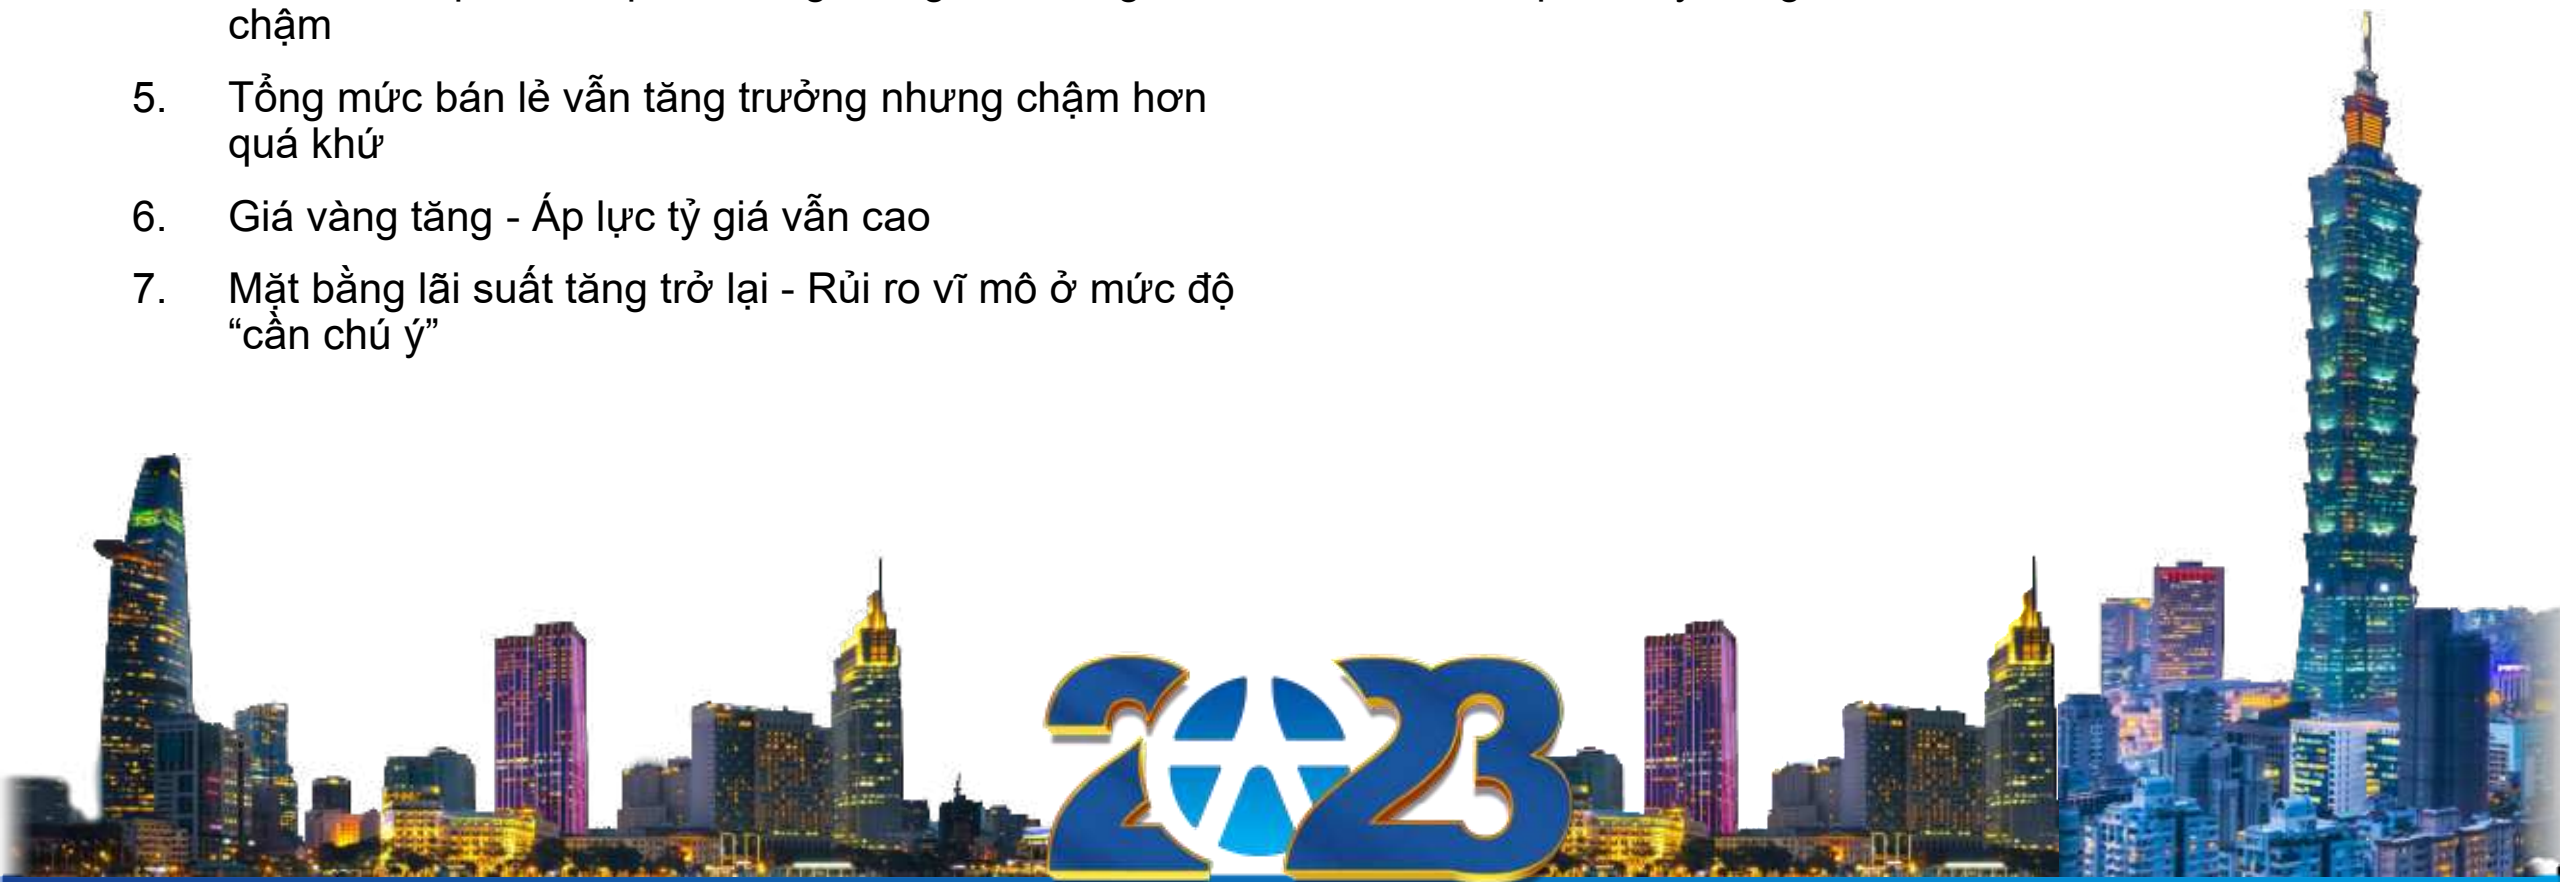 chậm
5. Tổng mức bán lẻ vẫn tăng trưởng nhưng chậm hơn
quá khứ
6. Giá vàng tăng - Áp lực tỷ giá vẫn cao
7. Mặt bằng lãi suất tăng trở lại - Rủi ro vĩ mô ở mức độ
“cần chú ý”
2023